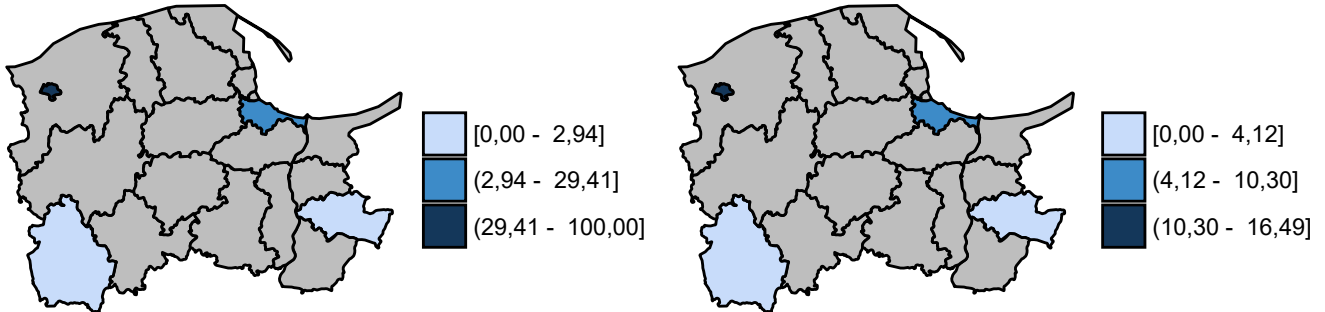 [0,00 - 2,94]
(2,94 - 29,41]
(29,41 - 100,00]
[0,00 - 4,12]
(4,12 - 10,30]
(10,30 - 16,49]